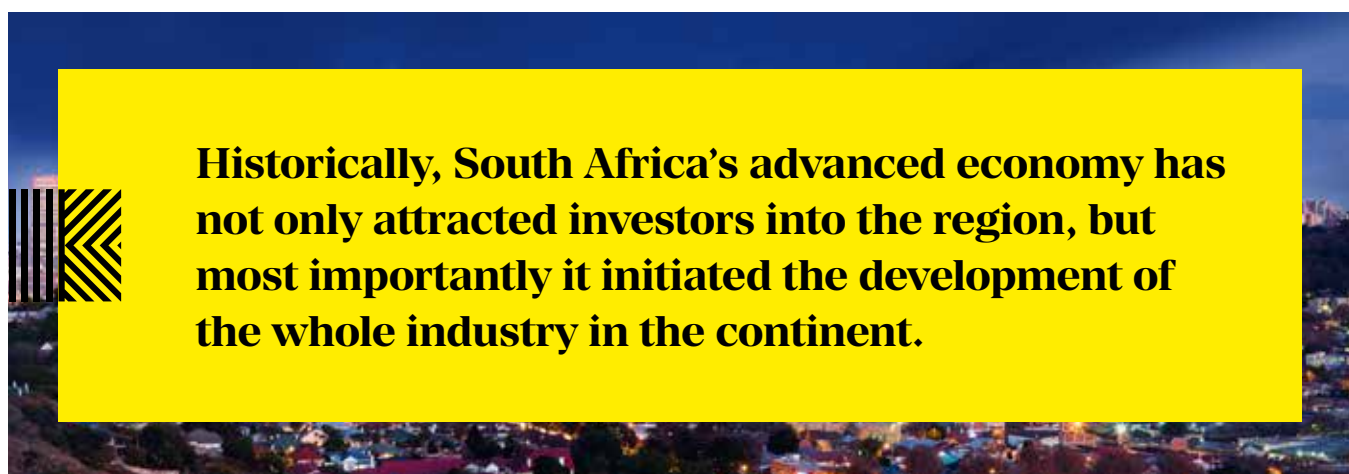 Historically, South Africa’s advanced economy has
not only attracted investors into the region, but
most importantly it initiated the development of
the whole industry in the continent.